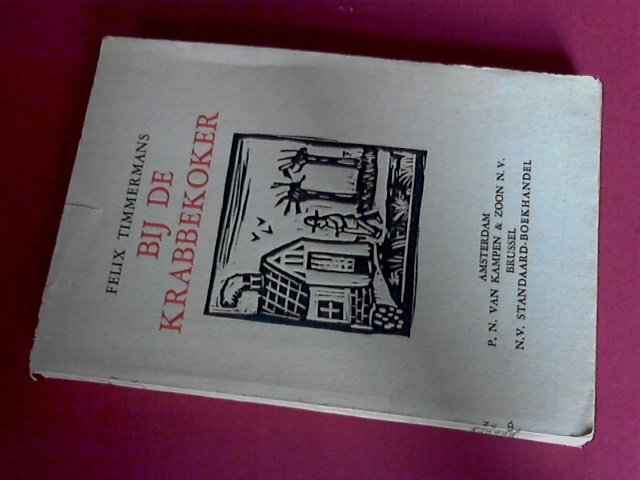 FELIX TIMMERMANS
BIJ DE
KRABBEKOKER
AMSTERDAM
P. N. VAN KAMPEN & ZOON N.V.
BRUSSEL
N.V. STANDAARD-BOEKHANDEL